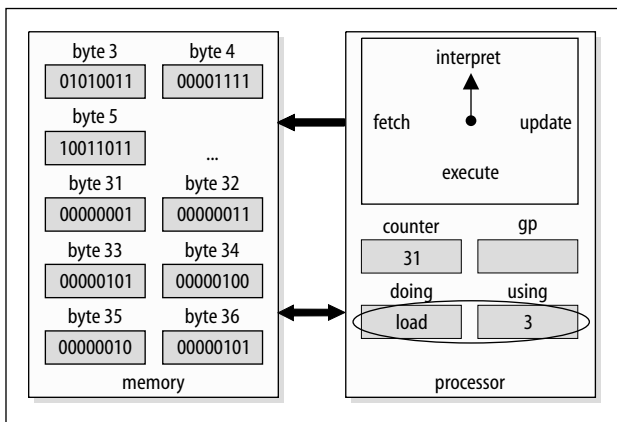 byte 3 byte 4
01010011 00001111
byte 5
10011011 ...
byte 31 byte 32
00000001 00000011
byte 33 byte 34
00000101 00000100
byte 35 byte 36
00000010 00000101
memory
interpret
fetch update
execute
counter gp
31
doing using
load 3
processor